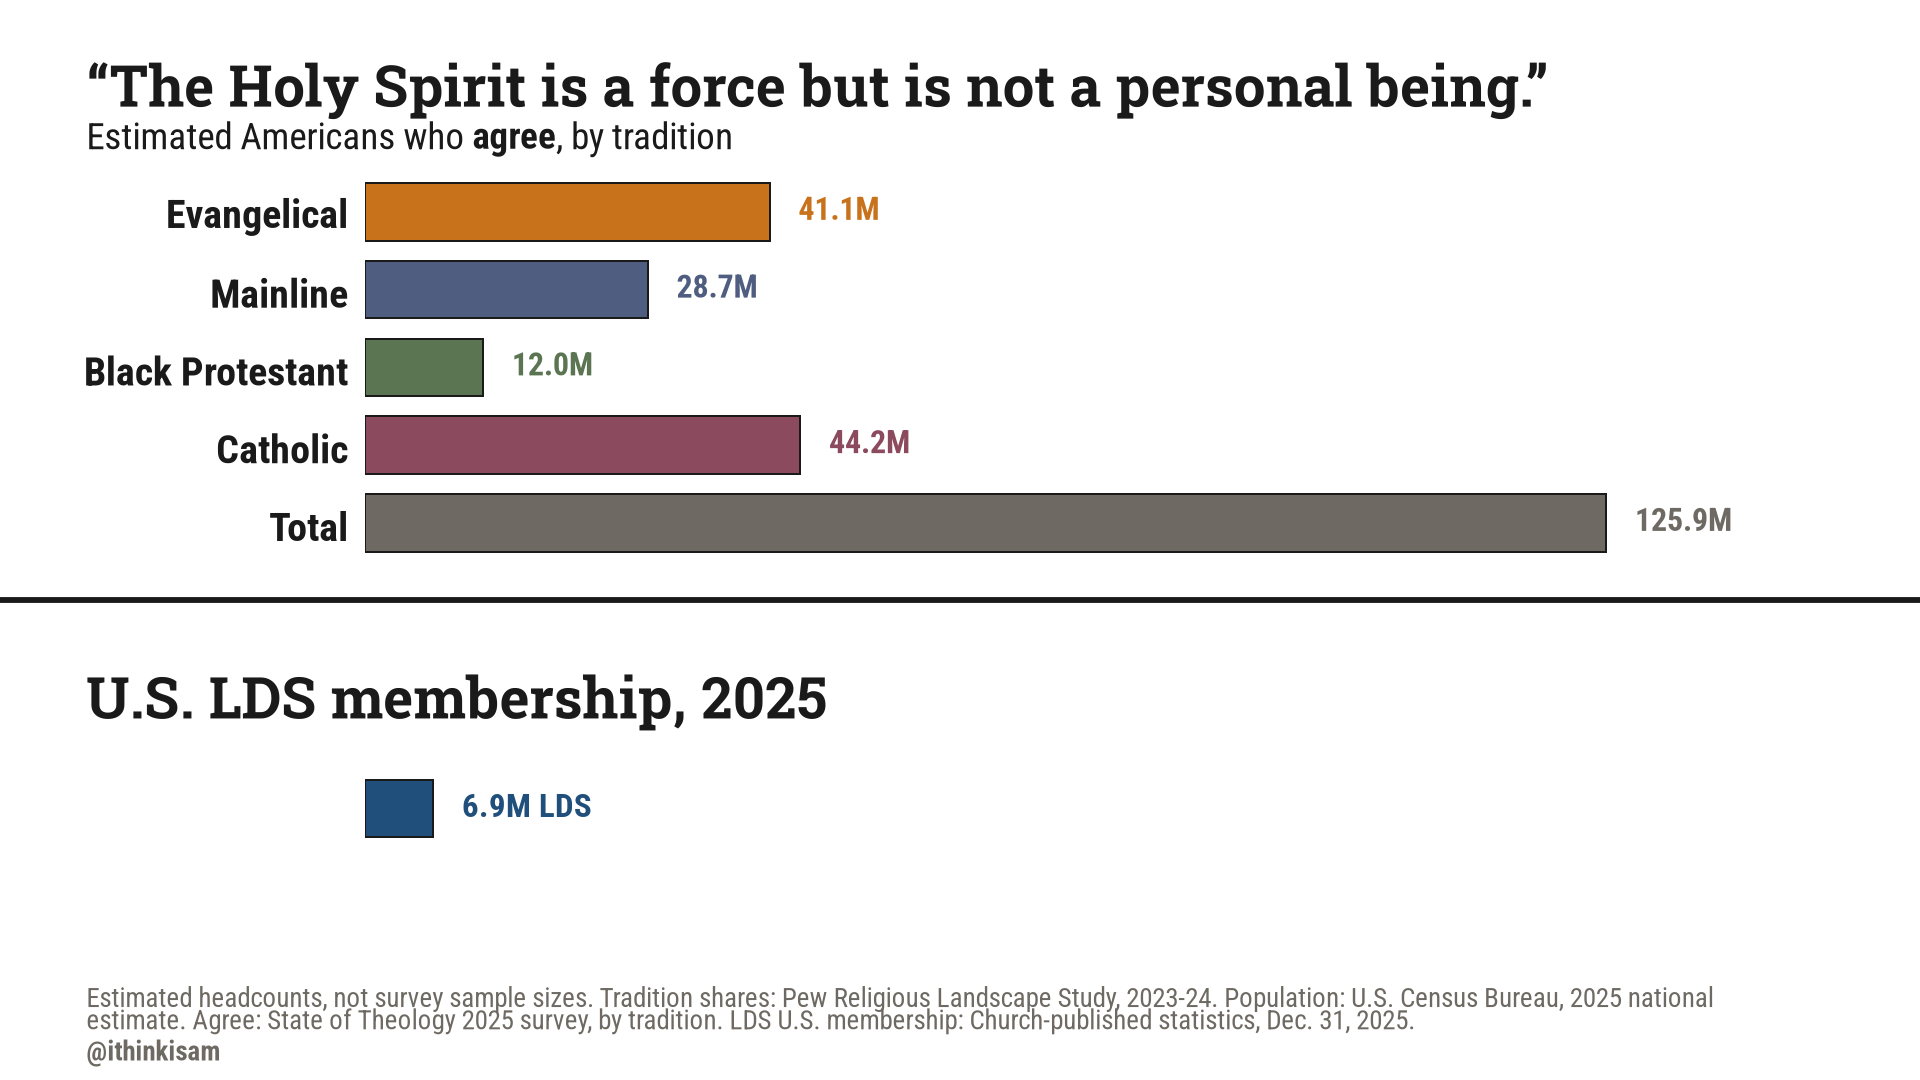 “The Holy Spirit is a force but is not a personal being.”
Estimated Americans who agree, by tradition
Evangelical 41.1M
Mainline 28.7M
Black Protestant 12.0M
Catholic 44.2M
Total 125.9M
U.S. LDS membership, 2025
6.9M LDS
Estimated headcounts, not survey sample sizes. Tradition shares: Pew Religious Landscape Study, 2023-24. Population: U.S. Census Bureau, 2025 national
estimate. Agree: State of Theology 2025 survey, by tradition. LDS U.S. membership: Church-published statistics, Dec. 31, 2025.
@ithinkisam